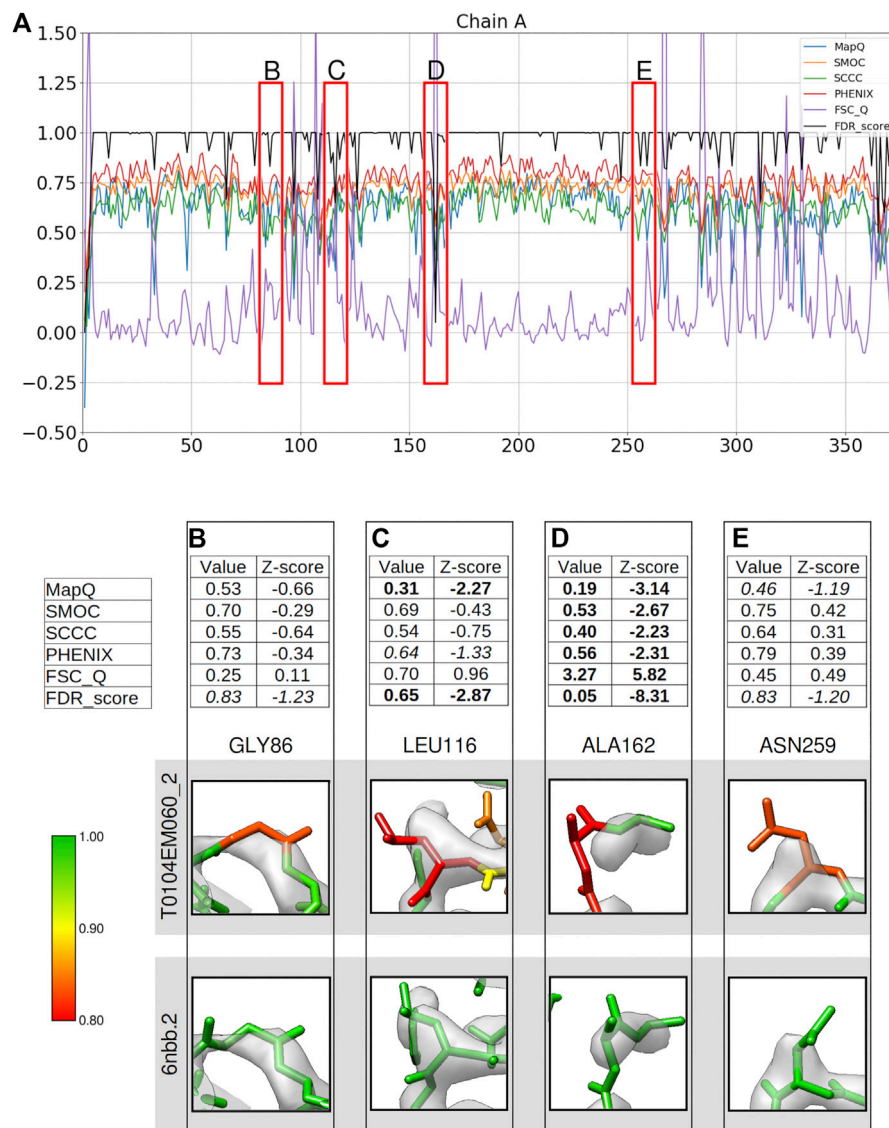 A
Chain A
1.50
1.25
1.00
0.75
0.50
0.25
0.00
−0.25
−0.50
0
50
100
150
200
250
300
350
B
C
D
E
MapQ
SMOC
SCCC
PHENIX
FSC_Q
FDR_score
B
C
D
E
Value Z-score Value Z-score Value Z-score Value Z-score
MapQ 0.53 -0.66 0.31 -2.27 0.19 -3.14 0.46 -1.19
SMOC 0.70 -0.29 0.69 -0.43 0.53 -2.67 0.75 0.42
SCCC 0.55 -0.64 0.54 -0.75 0.40 -2.23 0.64 0.31
PHENIX 0.73 -0.34 0.64 -1.33 0.56 -2.31 0.79 0.39
FSC_Q 0.25 0.11 0.70 0.96 3.27 5.82 0.45 0.49
FDR_score 0.83 -1.23 0.65 -2.87 0.05 -8.31 0.83 -1.20
GLY86 LEU116 ALA162 ASN259
T0104EM060_2
1.00
0.90
0.80
6nbb.2